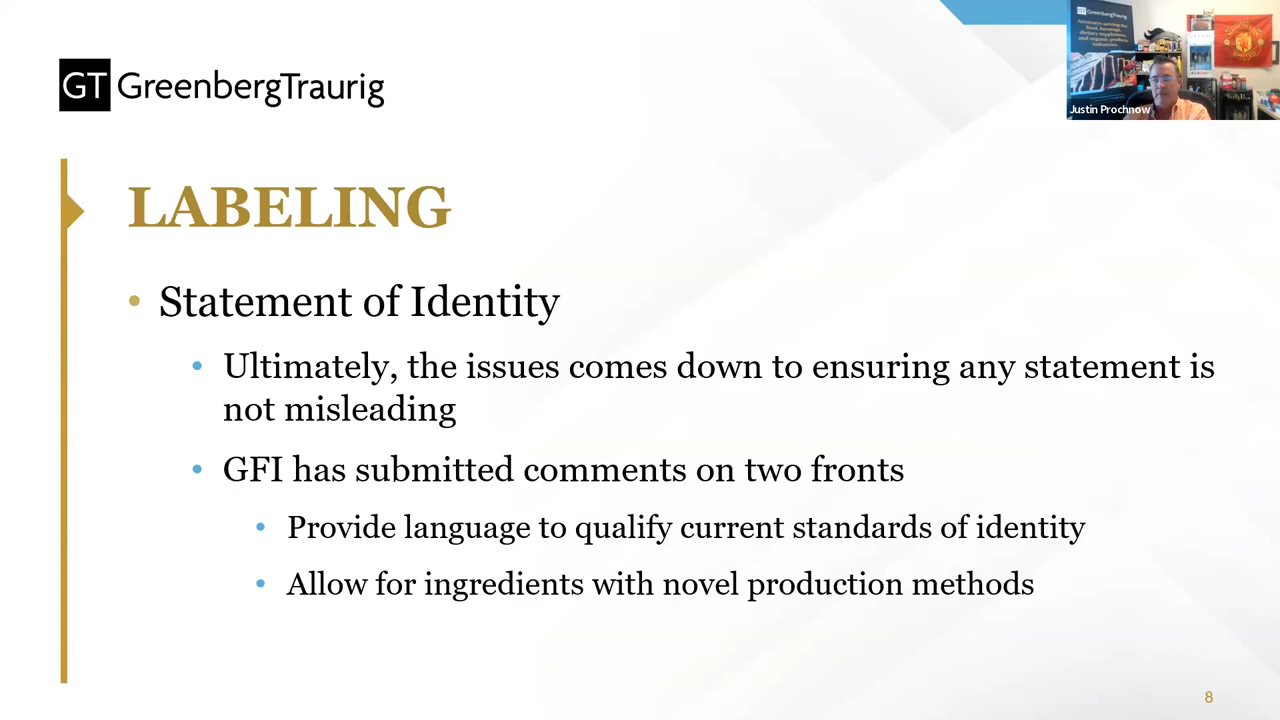 GT GreenbergTraurig
GreenbergTraurig
Justin Prochnow
LABELING
• Statement of Identity
• Ultimately, the issues comes down to ensuring any statement is
not misleading
• GFI has submitted comments on two fronts
• Provide language to qualify current standards of identity
• Allow for ingredients with novel production methods
8